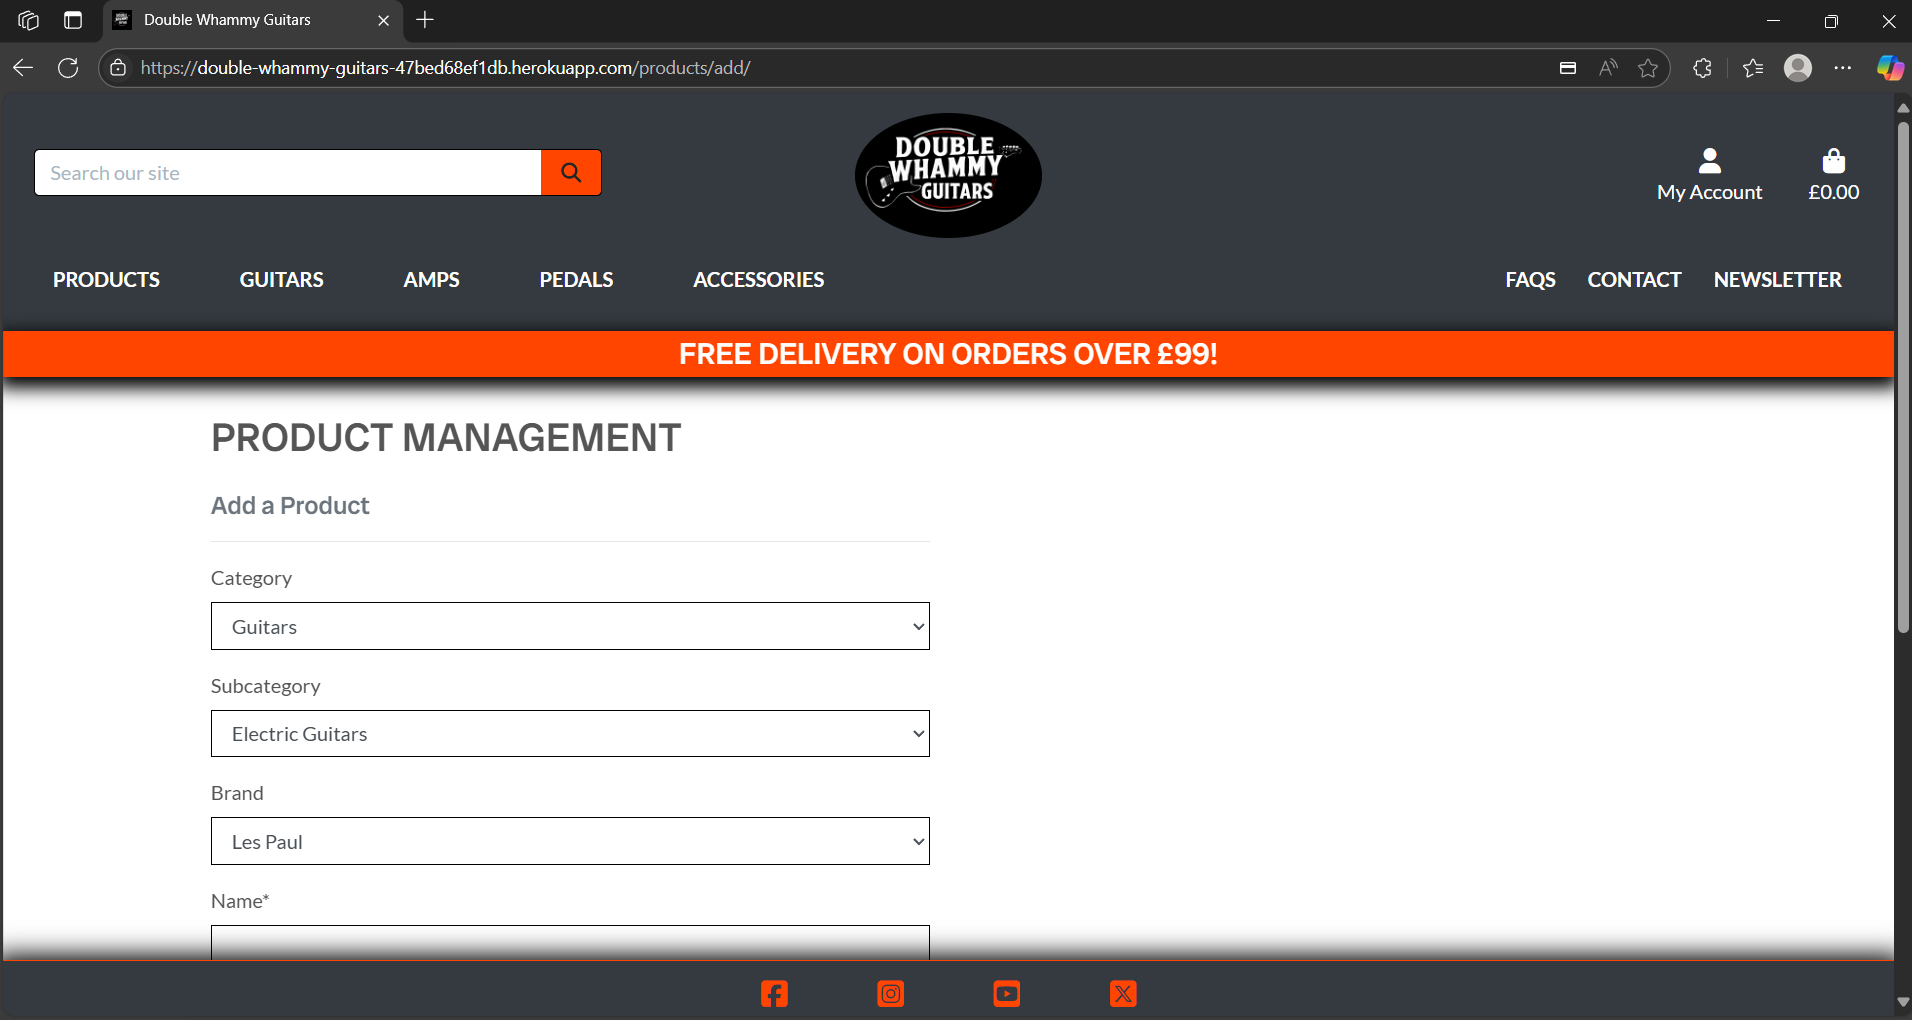 Double Whammy Guitars
https://double-whammy-guitars-47bed68ef1db.herokuapp.com/products/add/
Search our site
DOUBLE
WHAMMY
GUITARS
My Account
£0.00
PRODUCTS
GUITARS
AMPS
PEDALS
ACCESSORIES
FAQS
CONTACT
NEWSLETTER
FREE DELIVERY ON ORDERS OVER £99!
PRODUCT MANAGEMENT
Add a Product
Category
Guitars
Subcategory
Electric Guitars
Brand
Les Paul
Name*